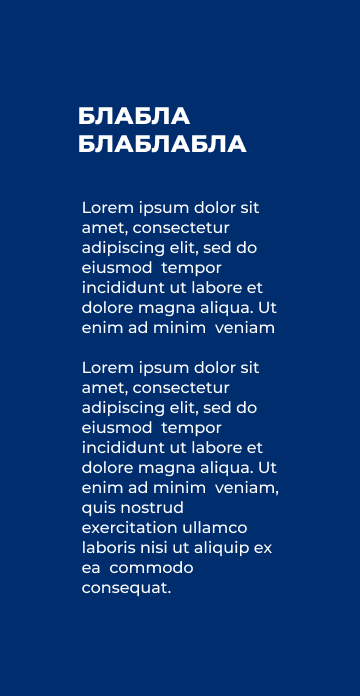 БЛАБЛА
БЛАБЛАБЛА
Lorem ipsum dolor sit
amet, consectetur
adipiscing elit, sed do
eiusmod  tempor
incididunt ut labore et
dolore magna aliqua. Ut
enim ad minim  veniam
Lorem ipsum dolor sit
amet, consectetur
adipiscing elit, sed do
eiusmod  tempor
incididunt ut labore et
dolore magna aliqua. Ut
enim ad minim  veniam,
quis nostrud
exercitation ullamco
laboris nisi ut aliquip ex
ea  commodo
consequat.